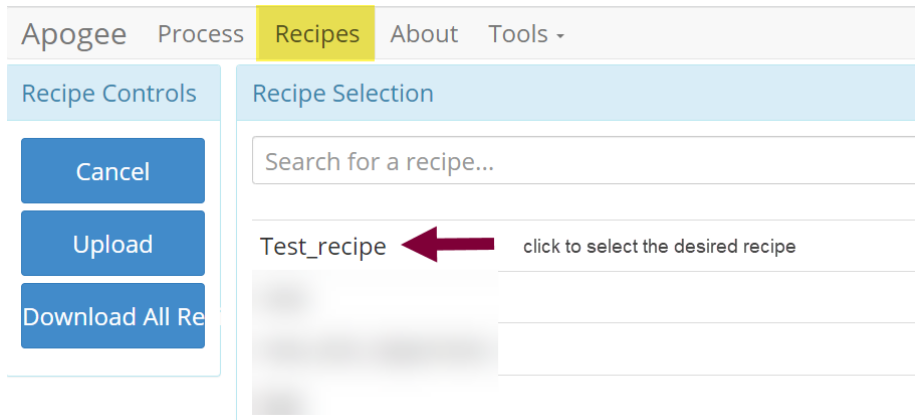 Apogee Process Recipes About Tools
Recipe Controls
Cancel
Upload
Download All Re
Recipe Selection
Search for a recipe...
Test_recipe click to select the desired recipe